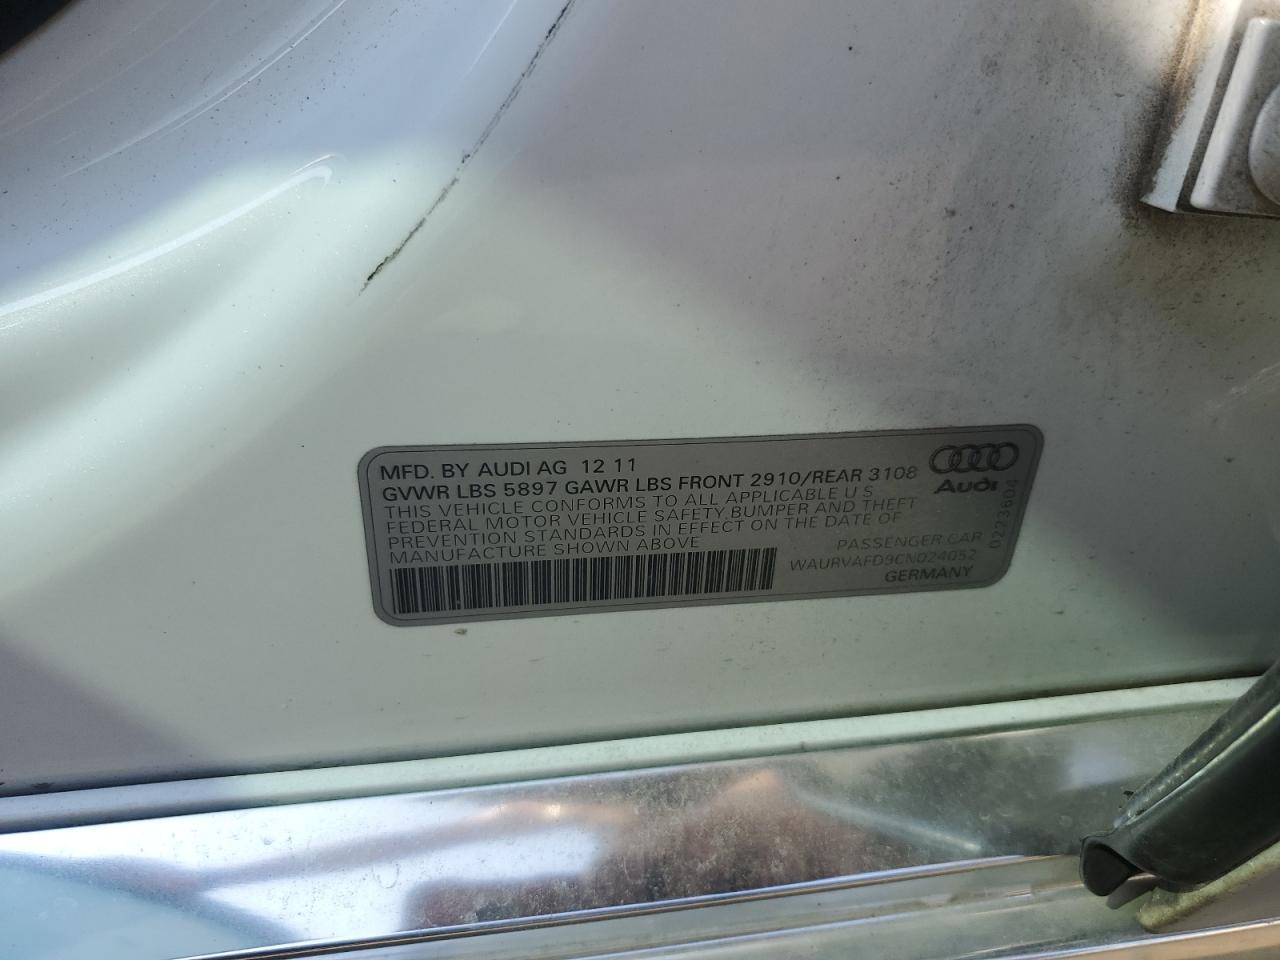 MFD. BY AUDI AG 12 11
GVWR LBS 5897 GAWR LBS FRONT 2910/REAR 3108
THIS VEHICLE CONFORMS TO ALL APPLICABLE U S
FEDERAL MOTOR VEHICLE SAFETY, BUMPER AND THEFT
PREVENTION STANDARDS IN EFFECT ON THE DATE OF
MANUFACTURE SHOWN ABOVE
Audi
PASSENGER CAR
WAURVAFD9CN024052
GERMANY
0223604